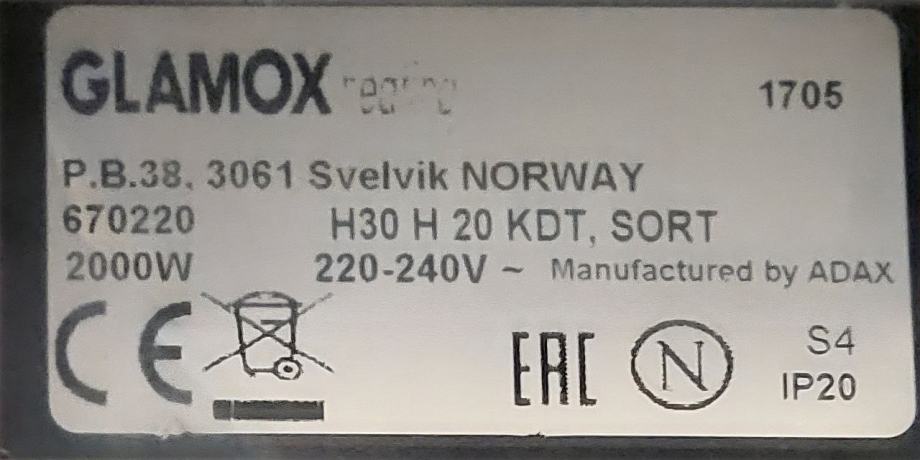 GLAMOX 1705
P.B.38, 3061 Svelvik NORWAY
670220 H30 H 20 KDT, SORT
2000W 220-240V ~ Manufactured by ADAX
CE EAC N S4
IP20